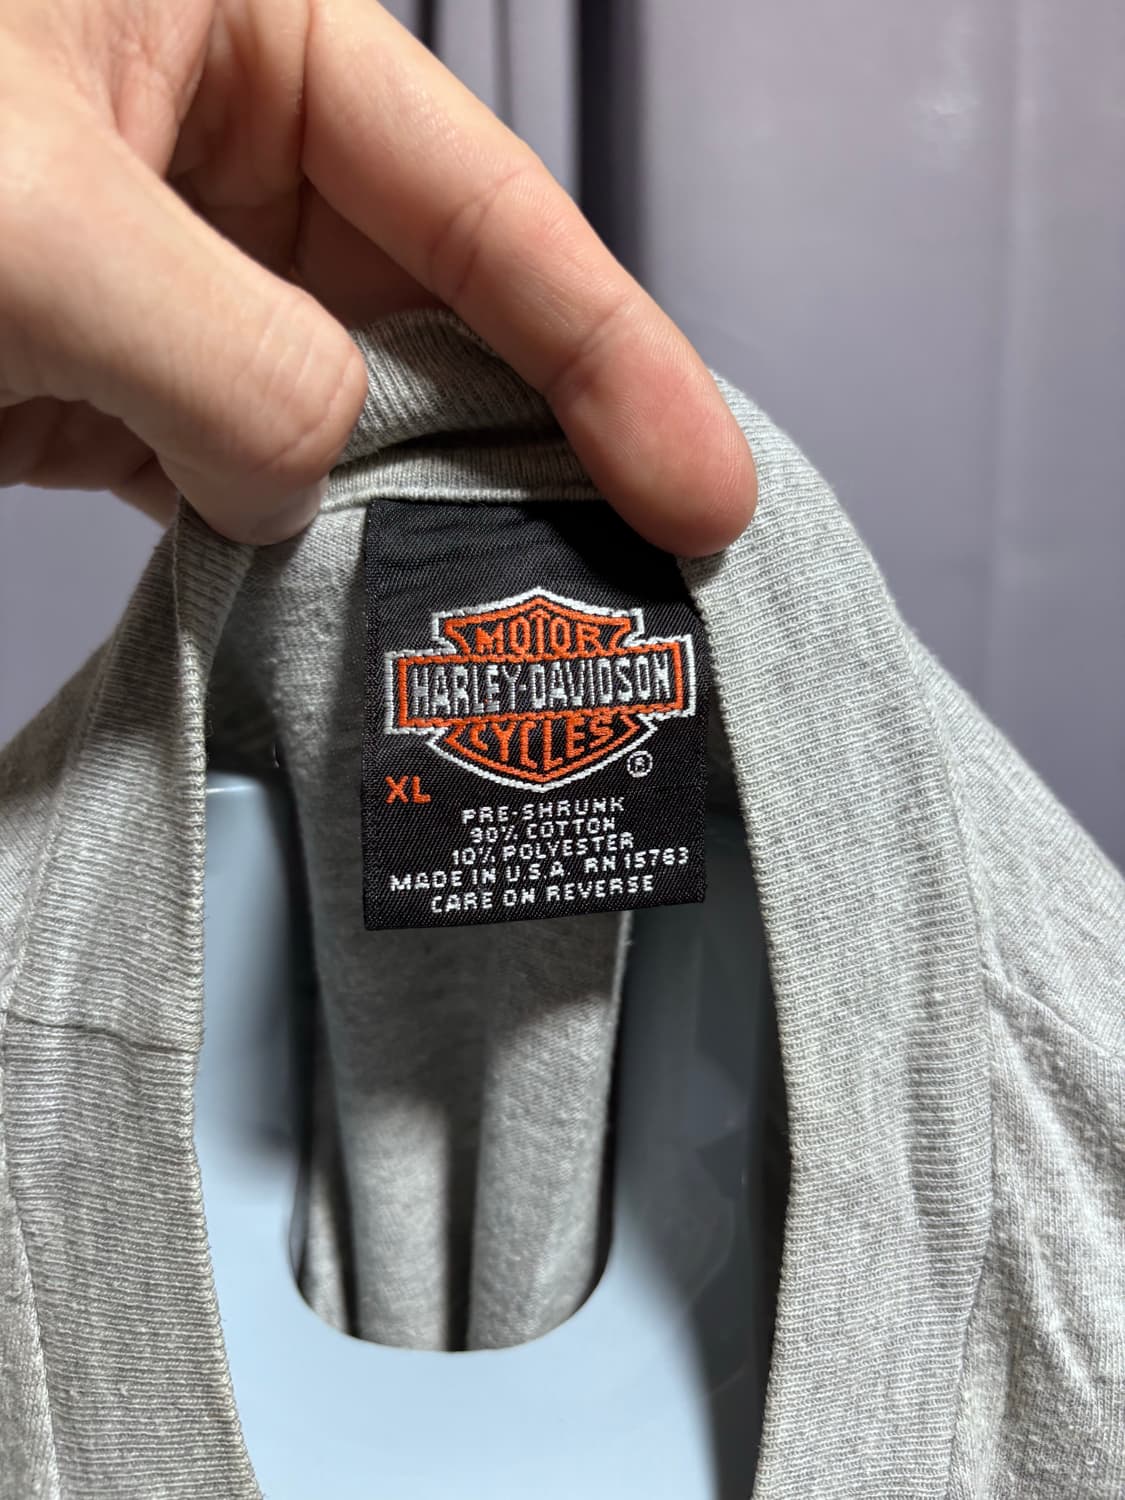 MOTOR
HARLEY-DAVIDSON
CYCLES
®
XL
PRE-SHRUNK
90% COTTON
10% POLYESTER
MADE IN U.S.A RN 15763
CARE ON REVERSE